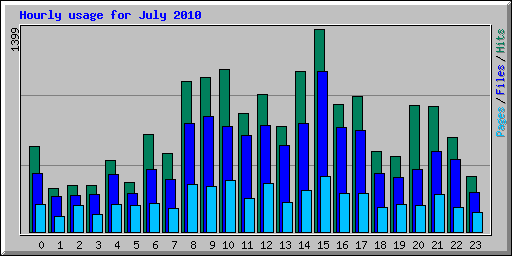 Hourly usage for July 2010
1399
Pages/Files/Hits
0 1 2 3 4 5 6 7 8 9 10 11 12 13 14 15 16 17 18 19 20 21 22 23